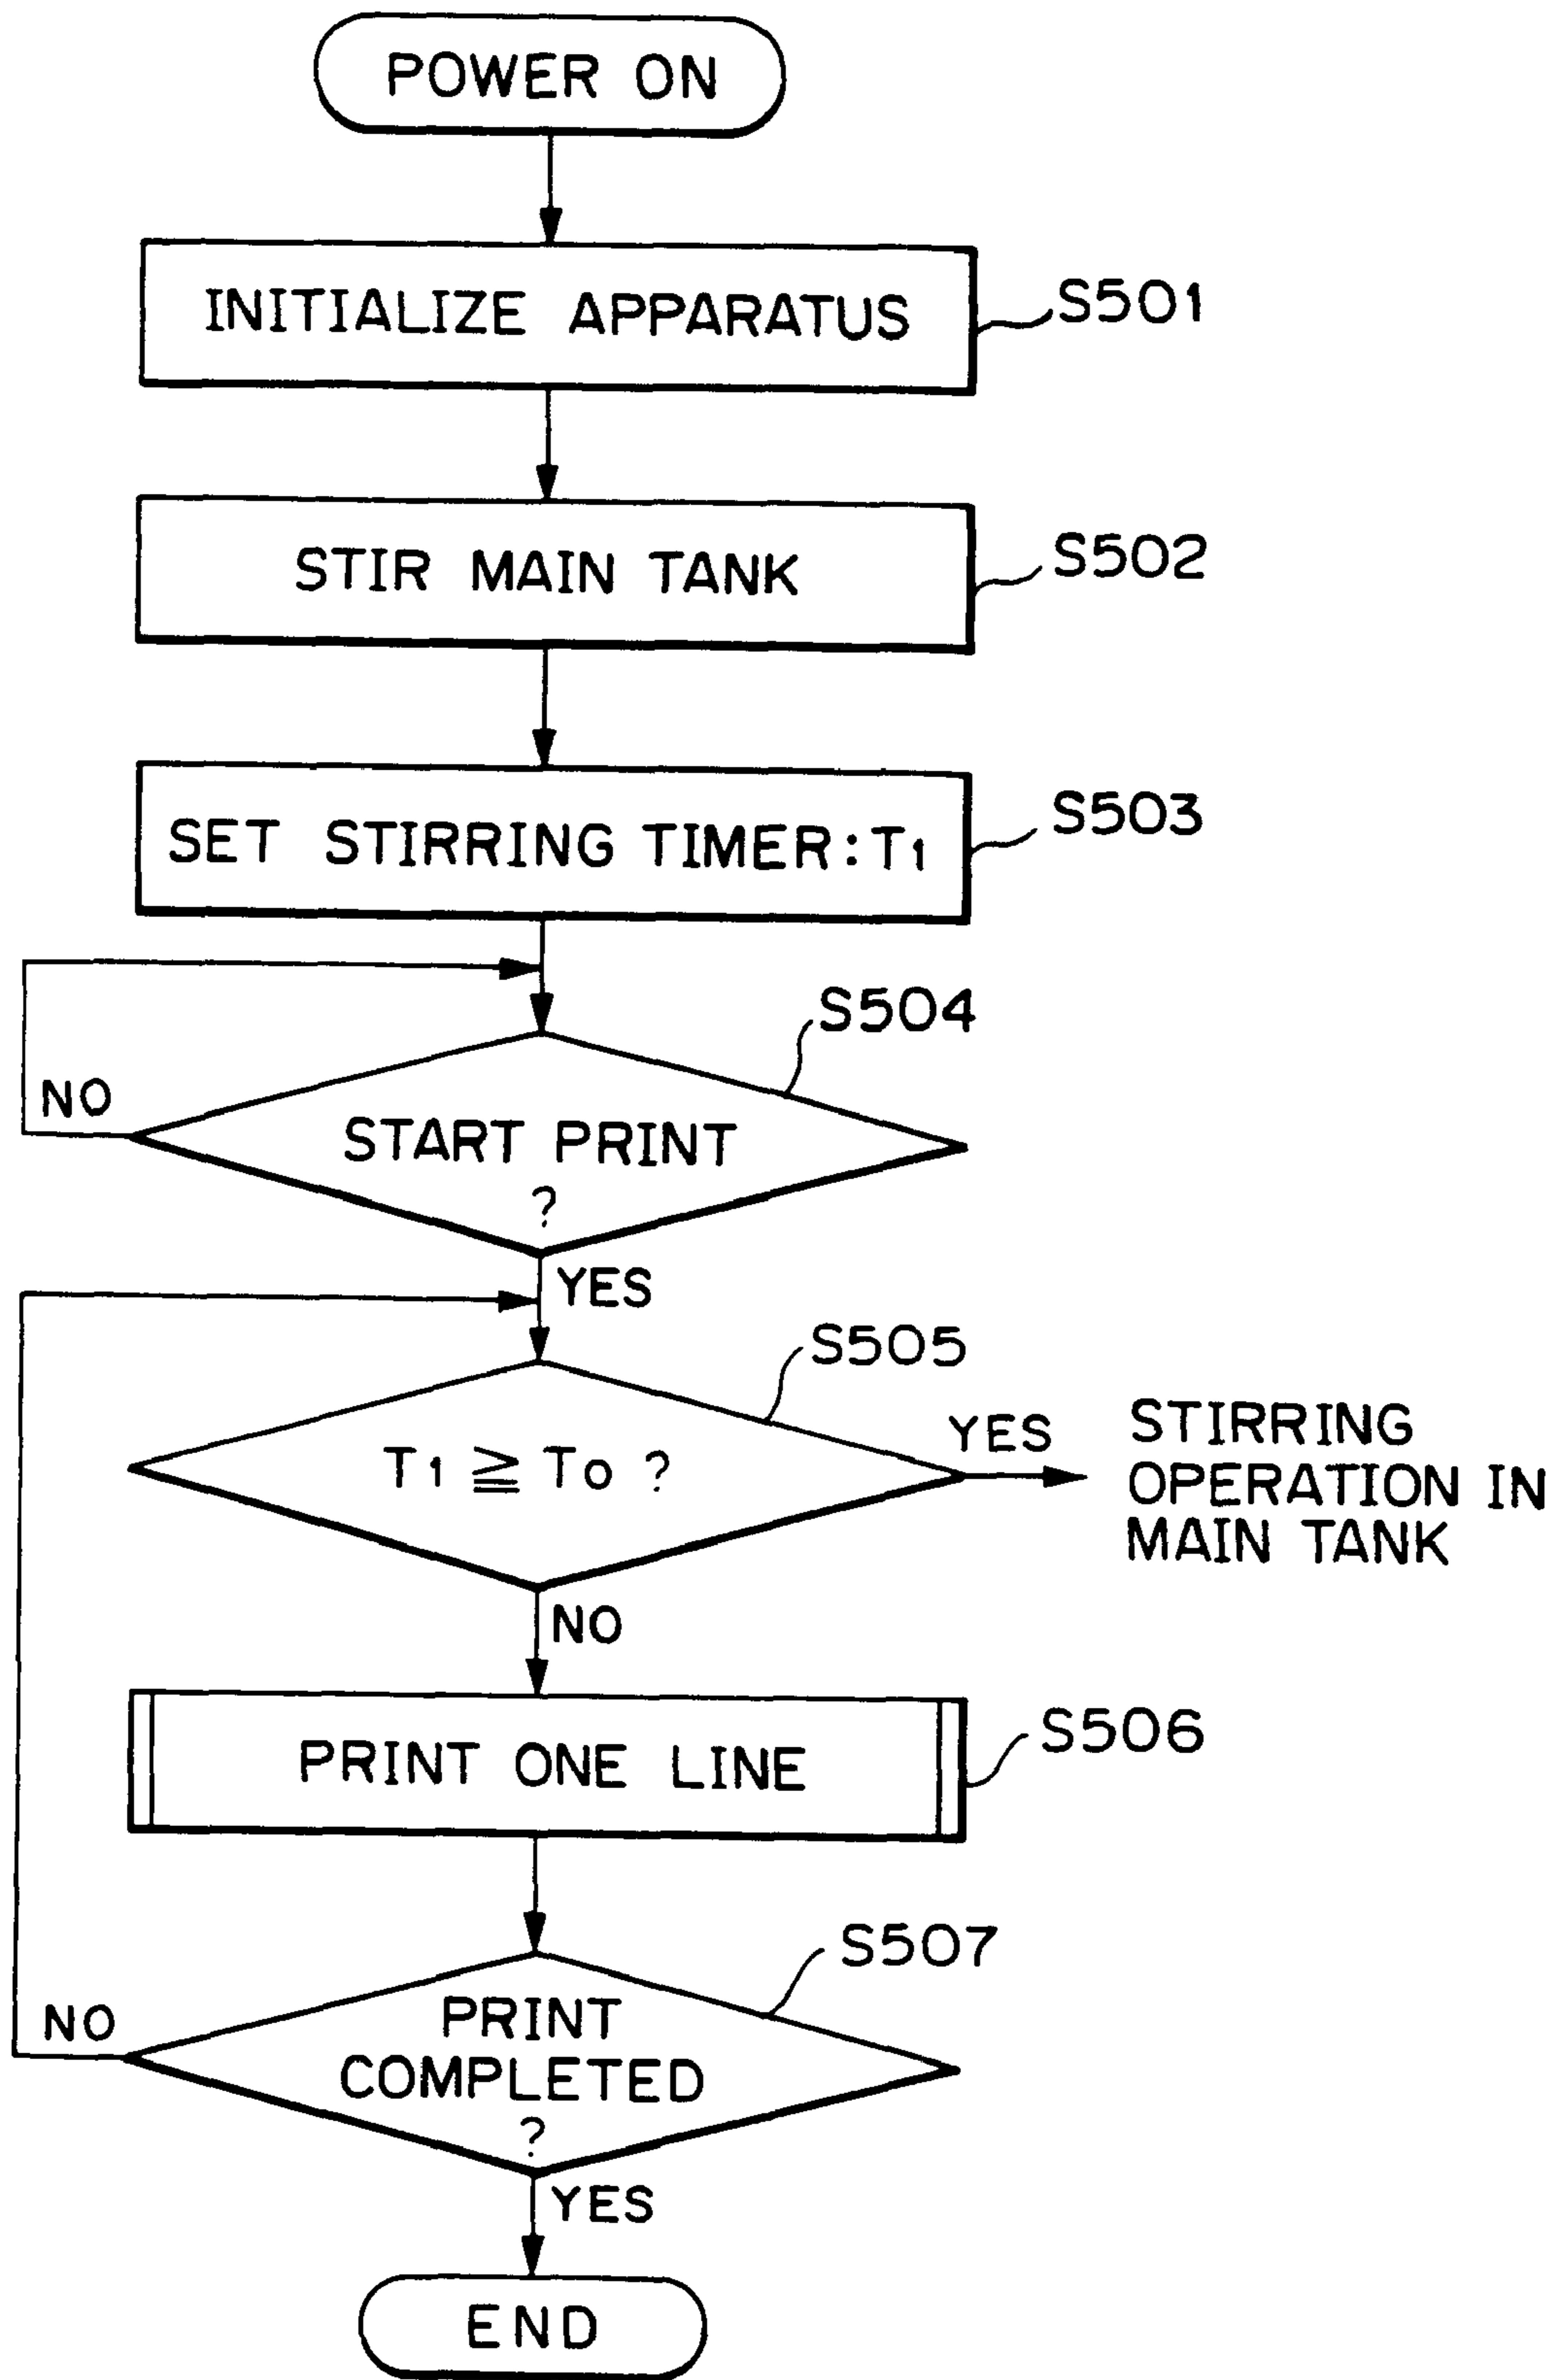 POWER ON
INITIALIZE APPARATUS
S501
STIR MAIN TANK
S502
SET STIRRING TIMER:T1
S503
S504
NO
START PRINT
?
YES
S505
T1 ≧ To ?
YES
STIRRING
OPERATION IN
MAIN TANK
NO
PRINT ONE LINE
S506
S507
NO
PRINT
COMPLETED
?
YES
END